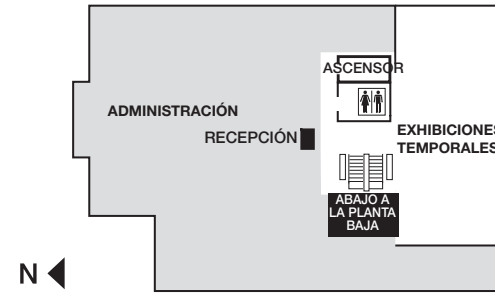 ASCENSOR
ADMINISTRACIÓN
RECEPCIÓN
EXHIBICIONES
TEMPORALES
ABAJO A
LA PLANTA
BAJA
N